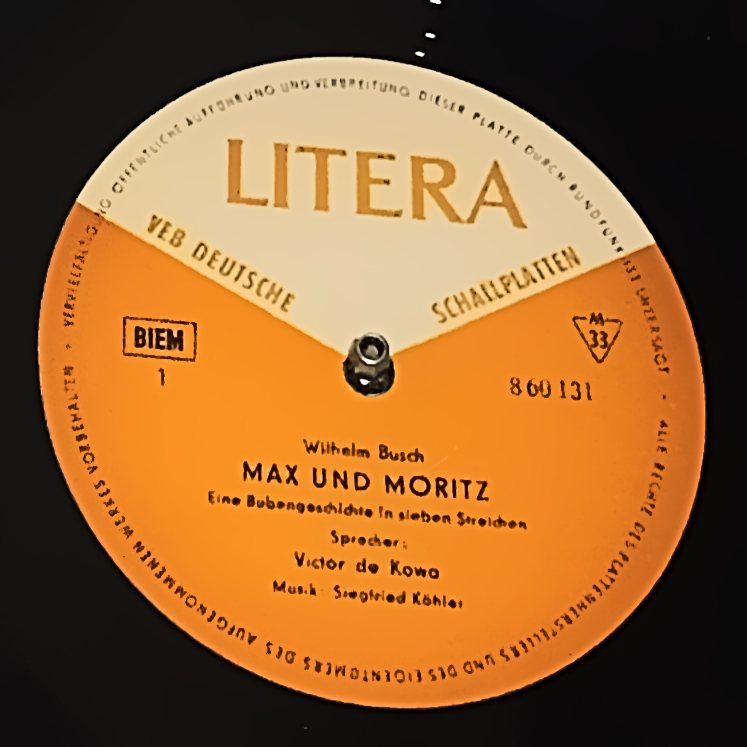 LITERA
VEB DEUTSCHE
SCHALLPLATTEN
BIEM
1
M
33
8 60 131
Wilhelm Busch
MAX UND MORITZ
Eine Bubengeschichte in sieben Streichen
Sprecher:
Victor de Kowa
Musik: Siegfried Köhler
ALLE RECHTE DES PLATTENHERSTELLERS UND DES EIGENTÜMERS DES AUFGENOMMENEN WERKES VORBEHALTEN • VERVIELFÄLTIGUNG ÖFFENTLICHE AUFFÜHRUNG UND VERBREITUNG DIESER PLATTE DURCH RUNDFUNK IST UNTERSAGT •